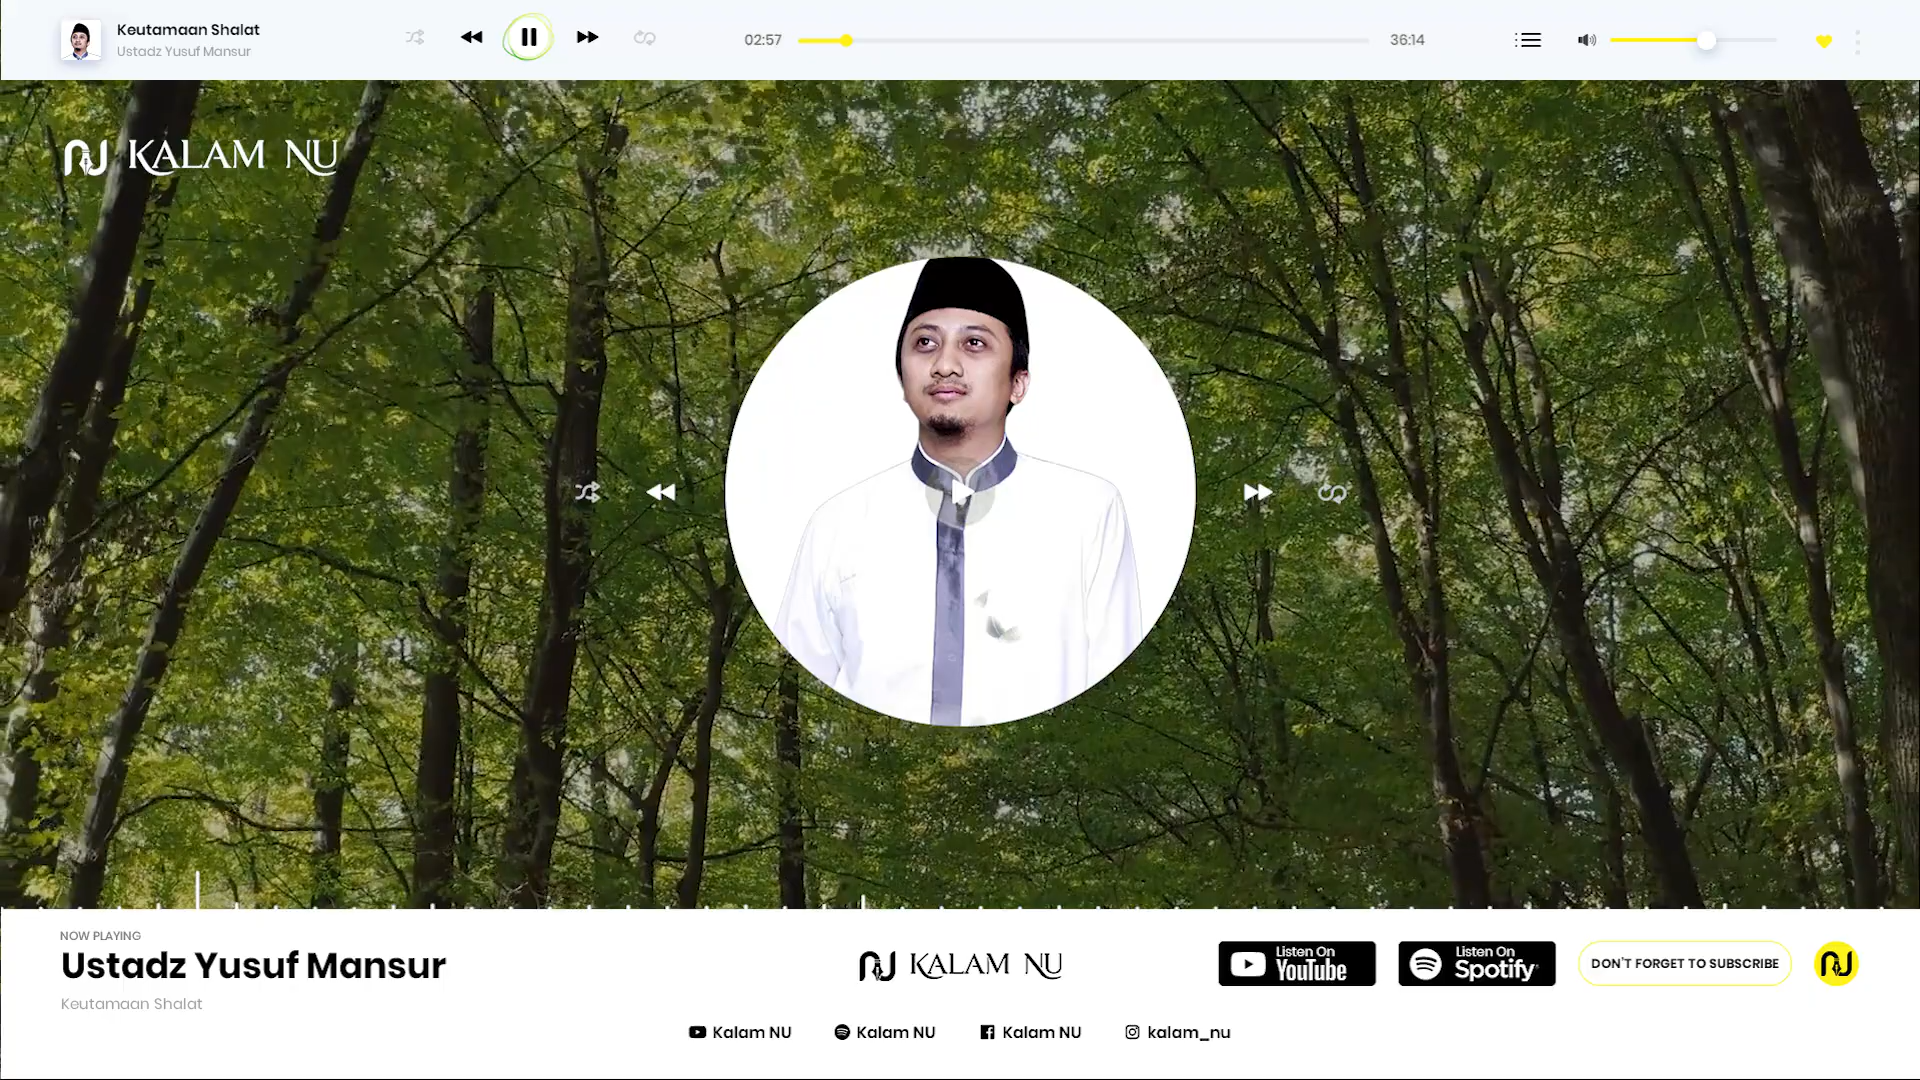 Keutamaan Shalat
Ustadz Yusuf Mansur
02:57
36:14
KALAM NU
NOW PLAYING
Ustadz Yusuf Mansur
Keutamaan Shalat
KALAM NU
Listen On
YouTube
Listen On
Spotify
DON'T FORGET TO SUBSCRIBE
Kalam NU
Kalam NU
Kalam NU
kalam_nu